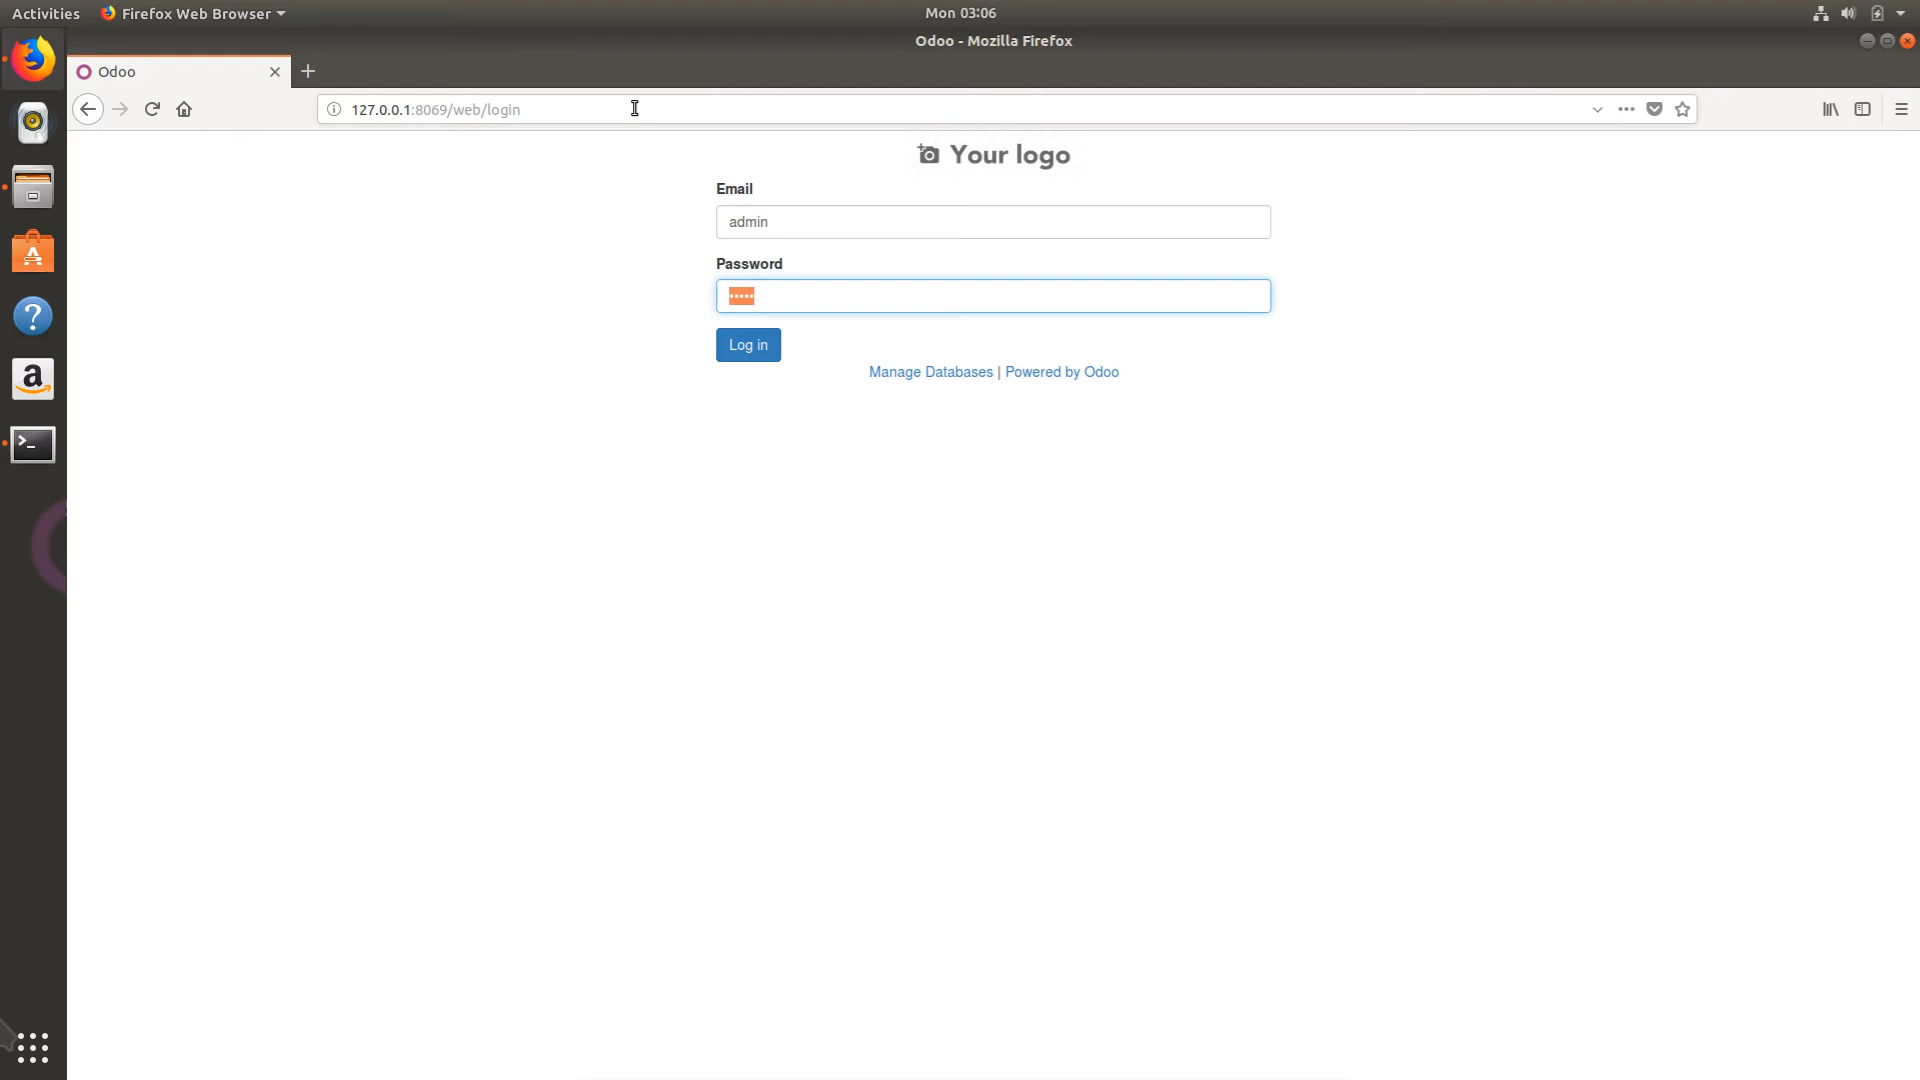 Activities
Firefox Web Browser
Mon 03:06
Odoo - Mozilla Firefox
Odoo
127.0.0.1:8069/web/login
Your logo
Email
admin
Password
•••••
Log in
Manage Databases | Powered by Odoo